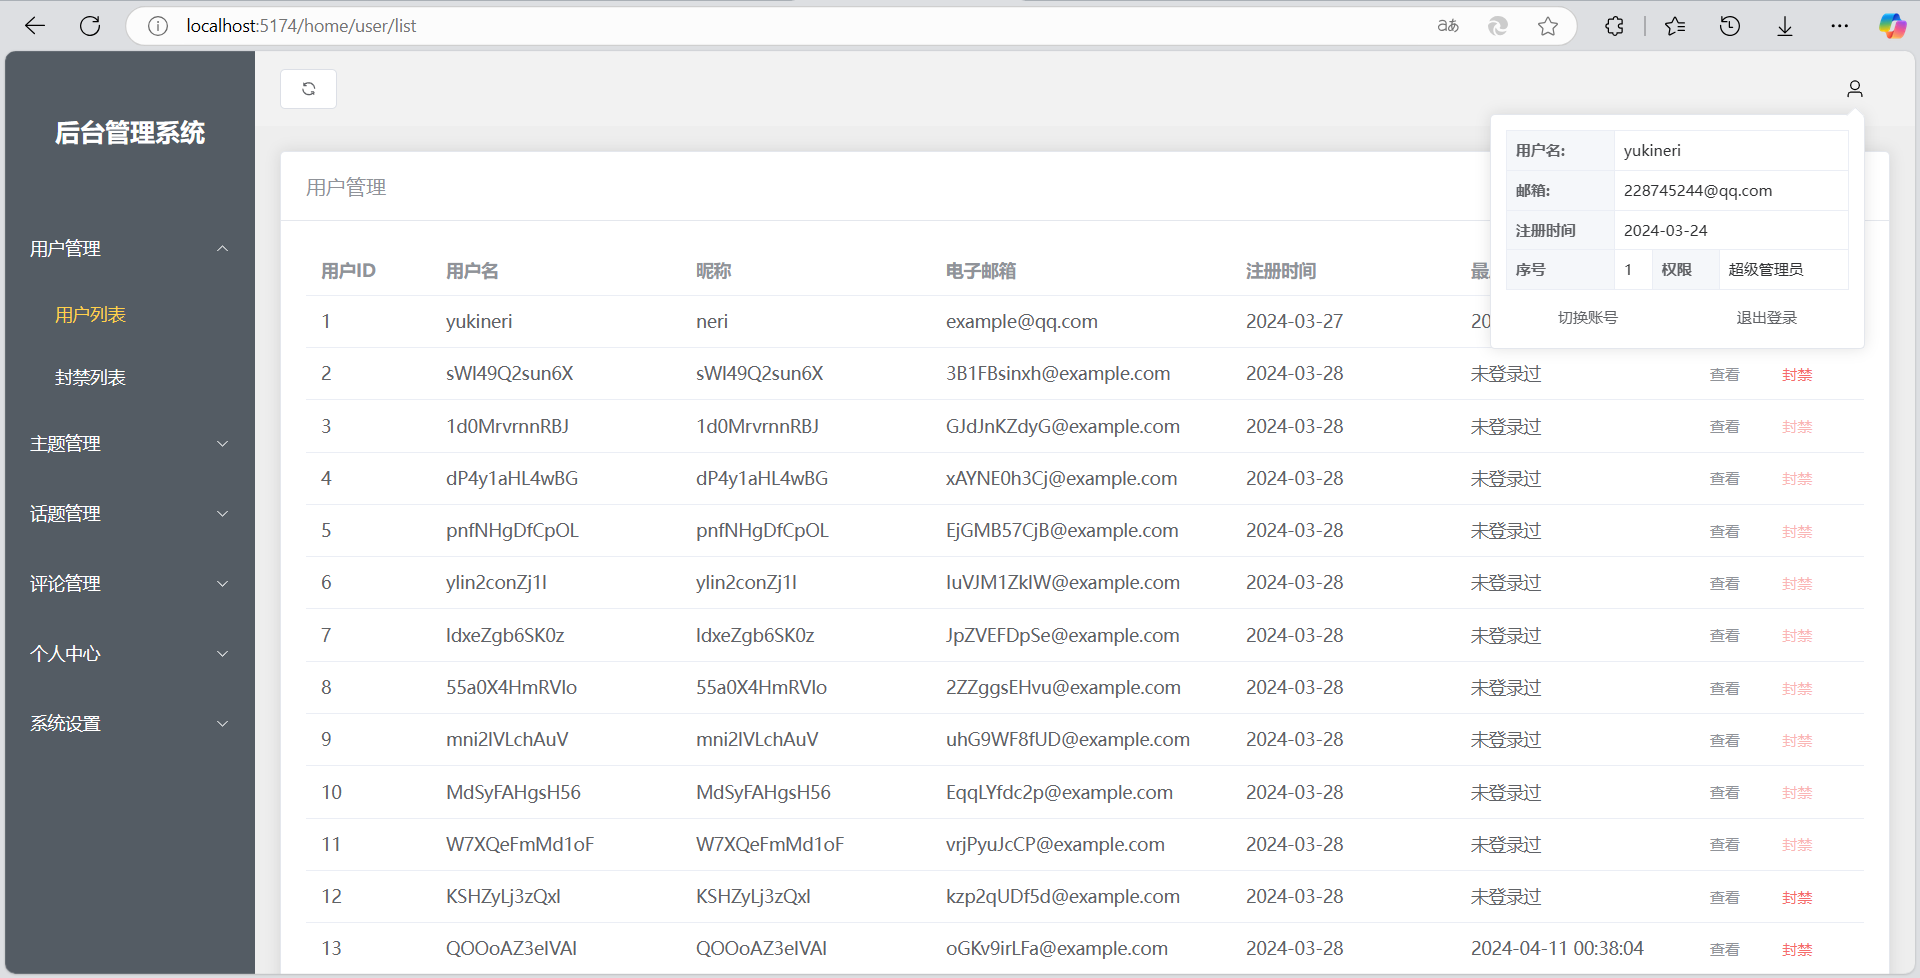 localhost:5174/home/user/list
后台管理系统
用户管理
用户列表
封禁列表
主题管理
话题管理
评论管理
个人中心
系统设置
用户名: yukineri
邮箱: 228745244@qq.com
注册时间 2024-03-24
序号 1 权限 超级管理员
切换账号 退出登录
用户管理
用户ID 用户名 昵称 电子邮箱 注册时间 最
1 yukineri neri example@qq.com 2024-03-27 20
2 sWI49Q2sun6X sWI49Q2sun6X 3B1FBsinxh@example.com 2024-03-28 未登录过 查看 封禁
3 1d0MrvrnnRBJ 1d0MrvrnnRBJ GJdJnKZdyG@example.com 2024-03-28 未登录过 查看 封禁
4 dP4y1aHL4wBG dP4y1aHL4wBG xAYNE0h3Cj@example.com 2024-03-28 未登录过 查看 封禁
5 pnfNHgDfCpOL pnfNHgDfCpOL EjGMB57CjB@example.com 2024-03-28 未登录过 查看 封禁
6 ylin2conZj1l ylin2conZj1l IuVJM1ZklW@example.com 2024-03-28 未登录过 查看 封禁
7 ldxeZgb6SK0z ldxeZgb6SK0z JpZVEFDpSe@example.com 2024-03-28 未登录过 查看 封禁
8 55a0X4HmRVIo 55a0X4HmRVIo 2ZZggsEHvu@example.com 2024-03-28 未登录过 查看 封禁
9 mni2lVLchAuV mni2lVLchAuV uhG9WF8fUD@example.com 2024-03-28 未登录过 查看 封禁
10 MdSyFAHgsH56 MdSyFAHgsH56 EqqLYfdc2p@example.com 2024-03-28 未登录过 查看 封禁
11 W7XQeFmMd1oF W7XQeFmMd1oF vrjPyuJcCP@example.com 2024-03-28 未登录过 查看 封禁
12 KSHZyLj3zQxl KSHZyLj3zQxl kzp2qUDf5d@example.com 2024-03-28 未登录过 查看 封禁
13 QOOoAZ3elVAI QOOoAZ3elVAI oGKv9irLFa@example.com 2024-03-28 2024-04-11 00:38:04 查看 封禁